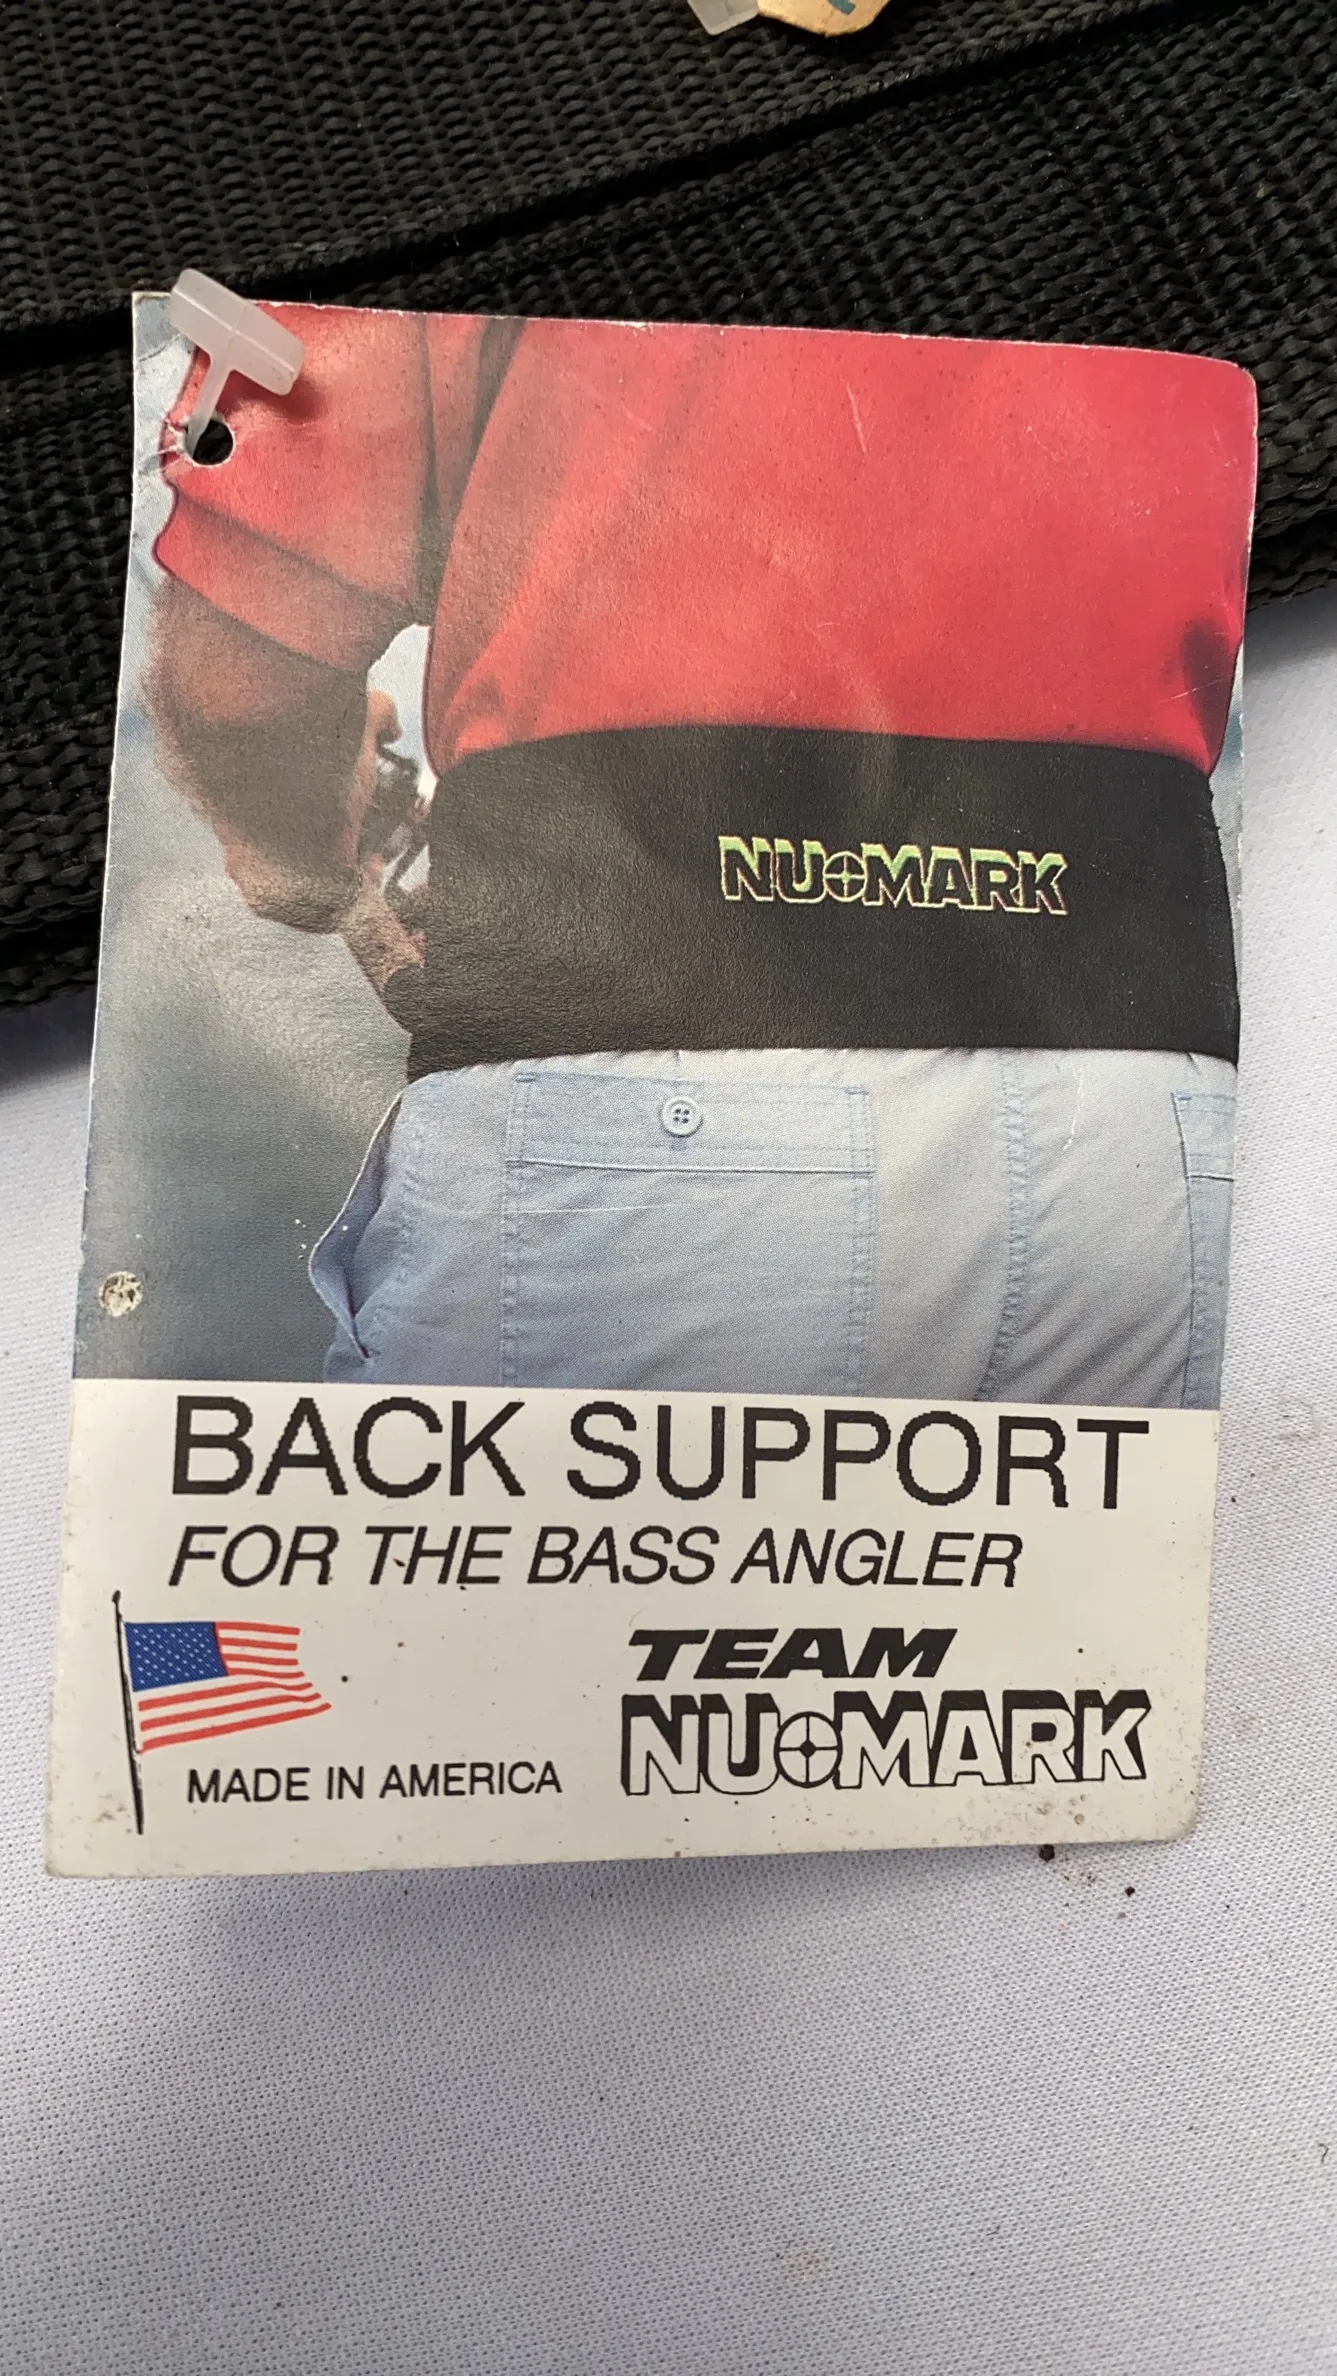 NU MARK
BACK SUPPORT
FOR THE BASS ANGLER
TEAM
NU MARK
MADE IN AMERICA